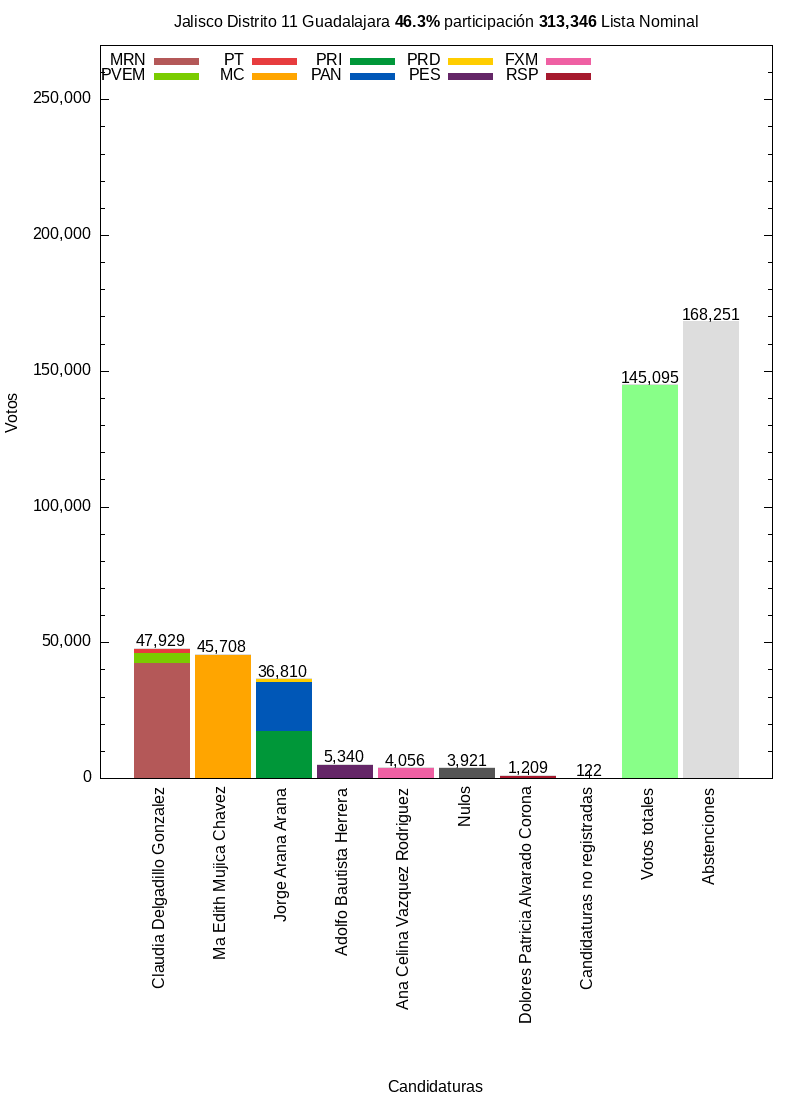 Jalisco Distrito 11 Guadalajara 46.3% participación 313,346 Lista Nominal
MRN PT PRI PRD FXM
PVEM MC PAN PES RSP
250,000
200,000
150,000
100,000
50,000
0
Votos
47,929
45,708
36,810
5,340
4,056
3,921
1,209
122
145,095
168,251
Claudia Delgadillo Gonzalez
Ma Edith Mujica Chavez
Jorge Arana Arana
Adolfo Bautista Herrera
Ana Celina Vazquez Rodriguez
Nulos
Dolores Patricia Alvarado Corona
Candidaturas no registradas
Votos totales
Abstenciones
Candidaturas